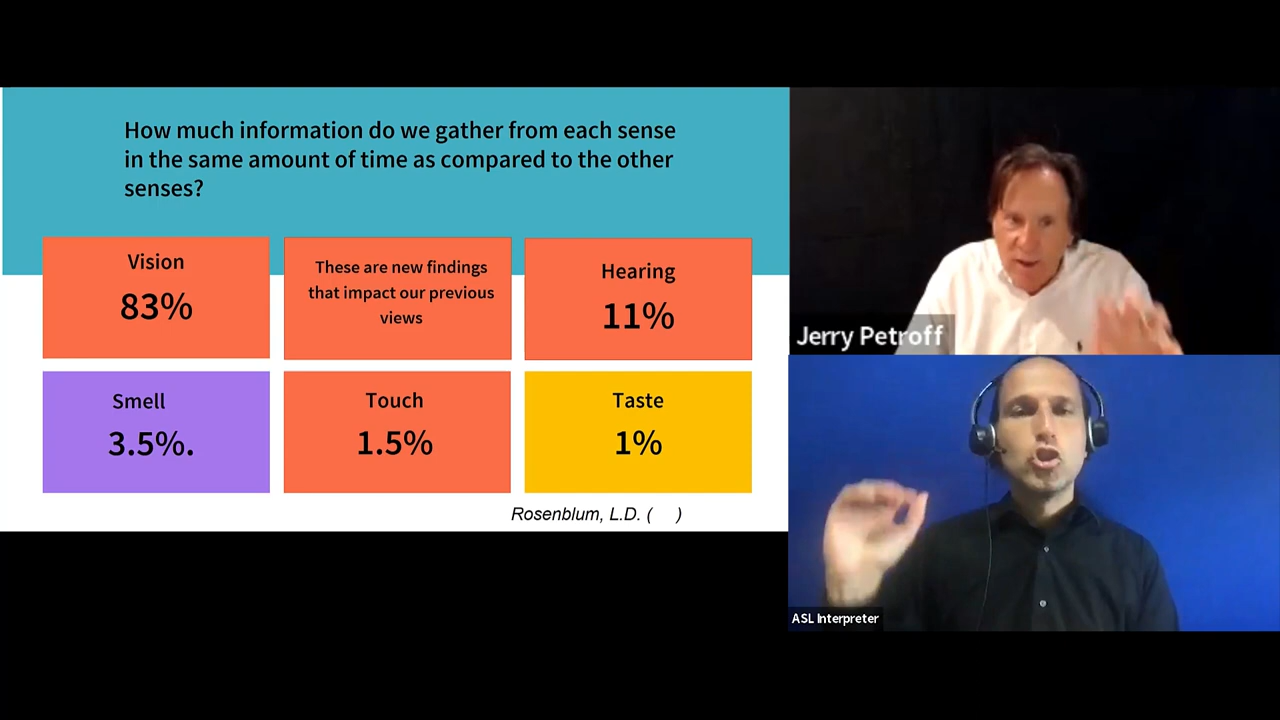 How much information do we gather from each sense
in the same amount of time as compared to the other
senses?
Vision
83%
These are new findings
that impact our previous
views
Hearing
11%
Smell
3.5%.
Touch
1.5%
Taste
1%
Rosenblum, L.D. ( )
Jerry Petroff
ASL Interpreter